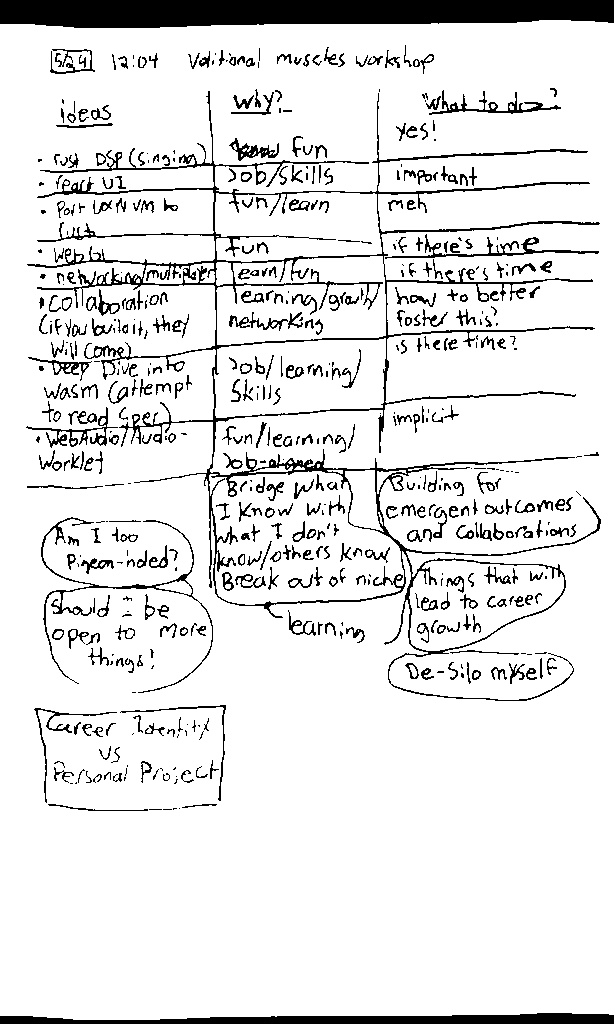 5/24 12:04 Volitional muscles workshop
ideas
why?
What to do?
• rust DSP (singing)
fun
yes!
• react UI
Job/skills
important
• Port UXN VM to
rust
fun/learn
meh
• WebGL
fun
if there's time
• networking/multiplayer
learn/fun
if there's time
• collaboration
(if you build it, they
will come)
learning/growth/
networking
how to better
foster this?
• Deep Dive into
wasm (attempt
to read spec)
Job/learning/
Skills
is there time?
• WebAudio/Audio-
Worklet
fun/learning/
Job-aligned
implicit
Am I too
Pigeon-holed?
Should I be
open to more
things!
Bridge what
I know with
what I don't
know/others know
Break out of niche
learning
Building for
emergent outcomes
and collaborations
Things that will
lead to career
growth
De-Silo myself
Career Identity
vs
Personal Project